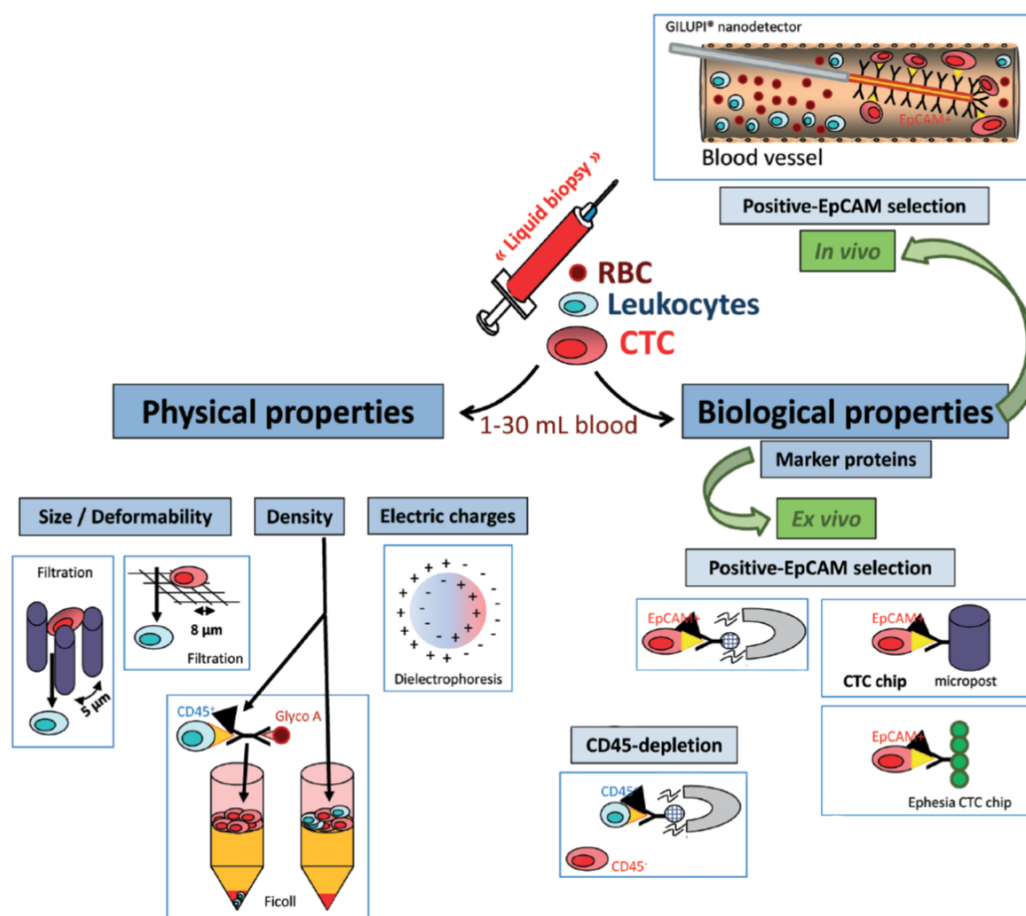 GILUPI® nanodetector
EpCAM+
Blood vessel
Positive-EpCAM selection
In vivo
« Liquid biopsy »
RBC
Leukocytes
CTC
Physical properties
1-30 mL blood
Biological properties
Marker proteins
Ex vivo
Size / Deformability
Density
Electric charges
Filtration
5 µm
8 µm
Filtration
Dielectrophoresis
CD45+
Glyco A
Ficoll
Positive-EpCAM selection
EpCAM+
EpCAM+
CTC chip
micropost
EpCAM+
Ephesia CTC chip
CD45-depletion
CD45+
CD45-